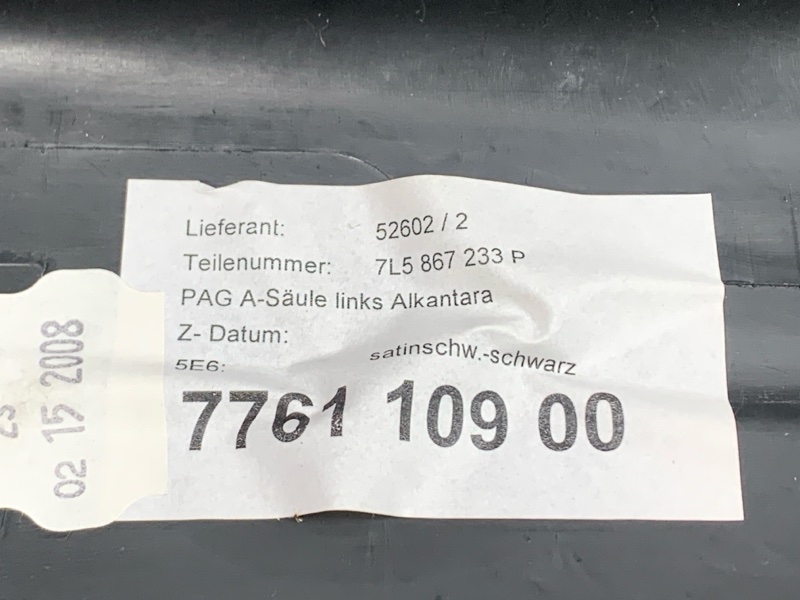 Lieferant: 52602 / 2
Teilenummer: 7L5 867 233 P
PAG A-Säule links Alkantara
Z- Datum:
5E6: satinschw.-schwarz
7761 109 00
02 15 2008